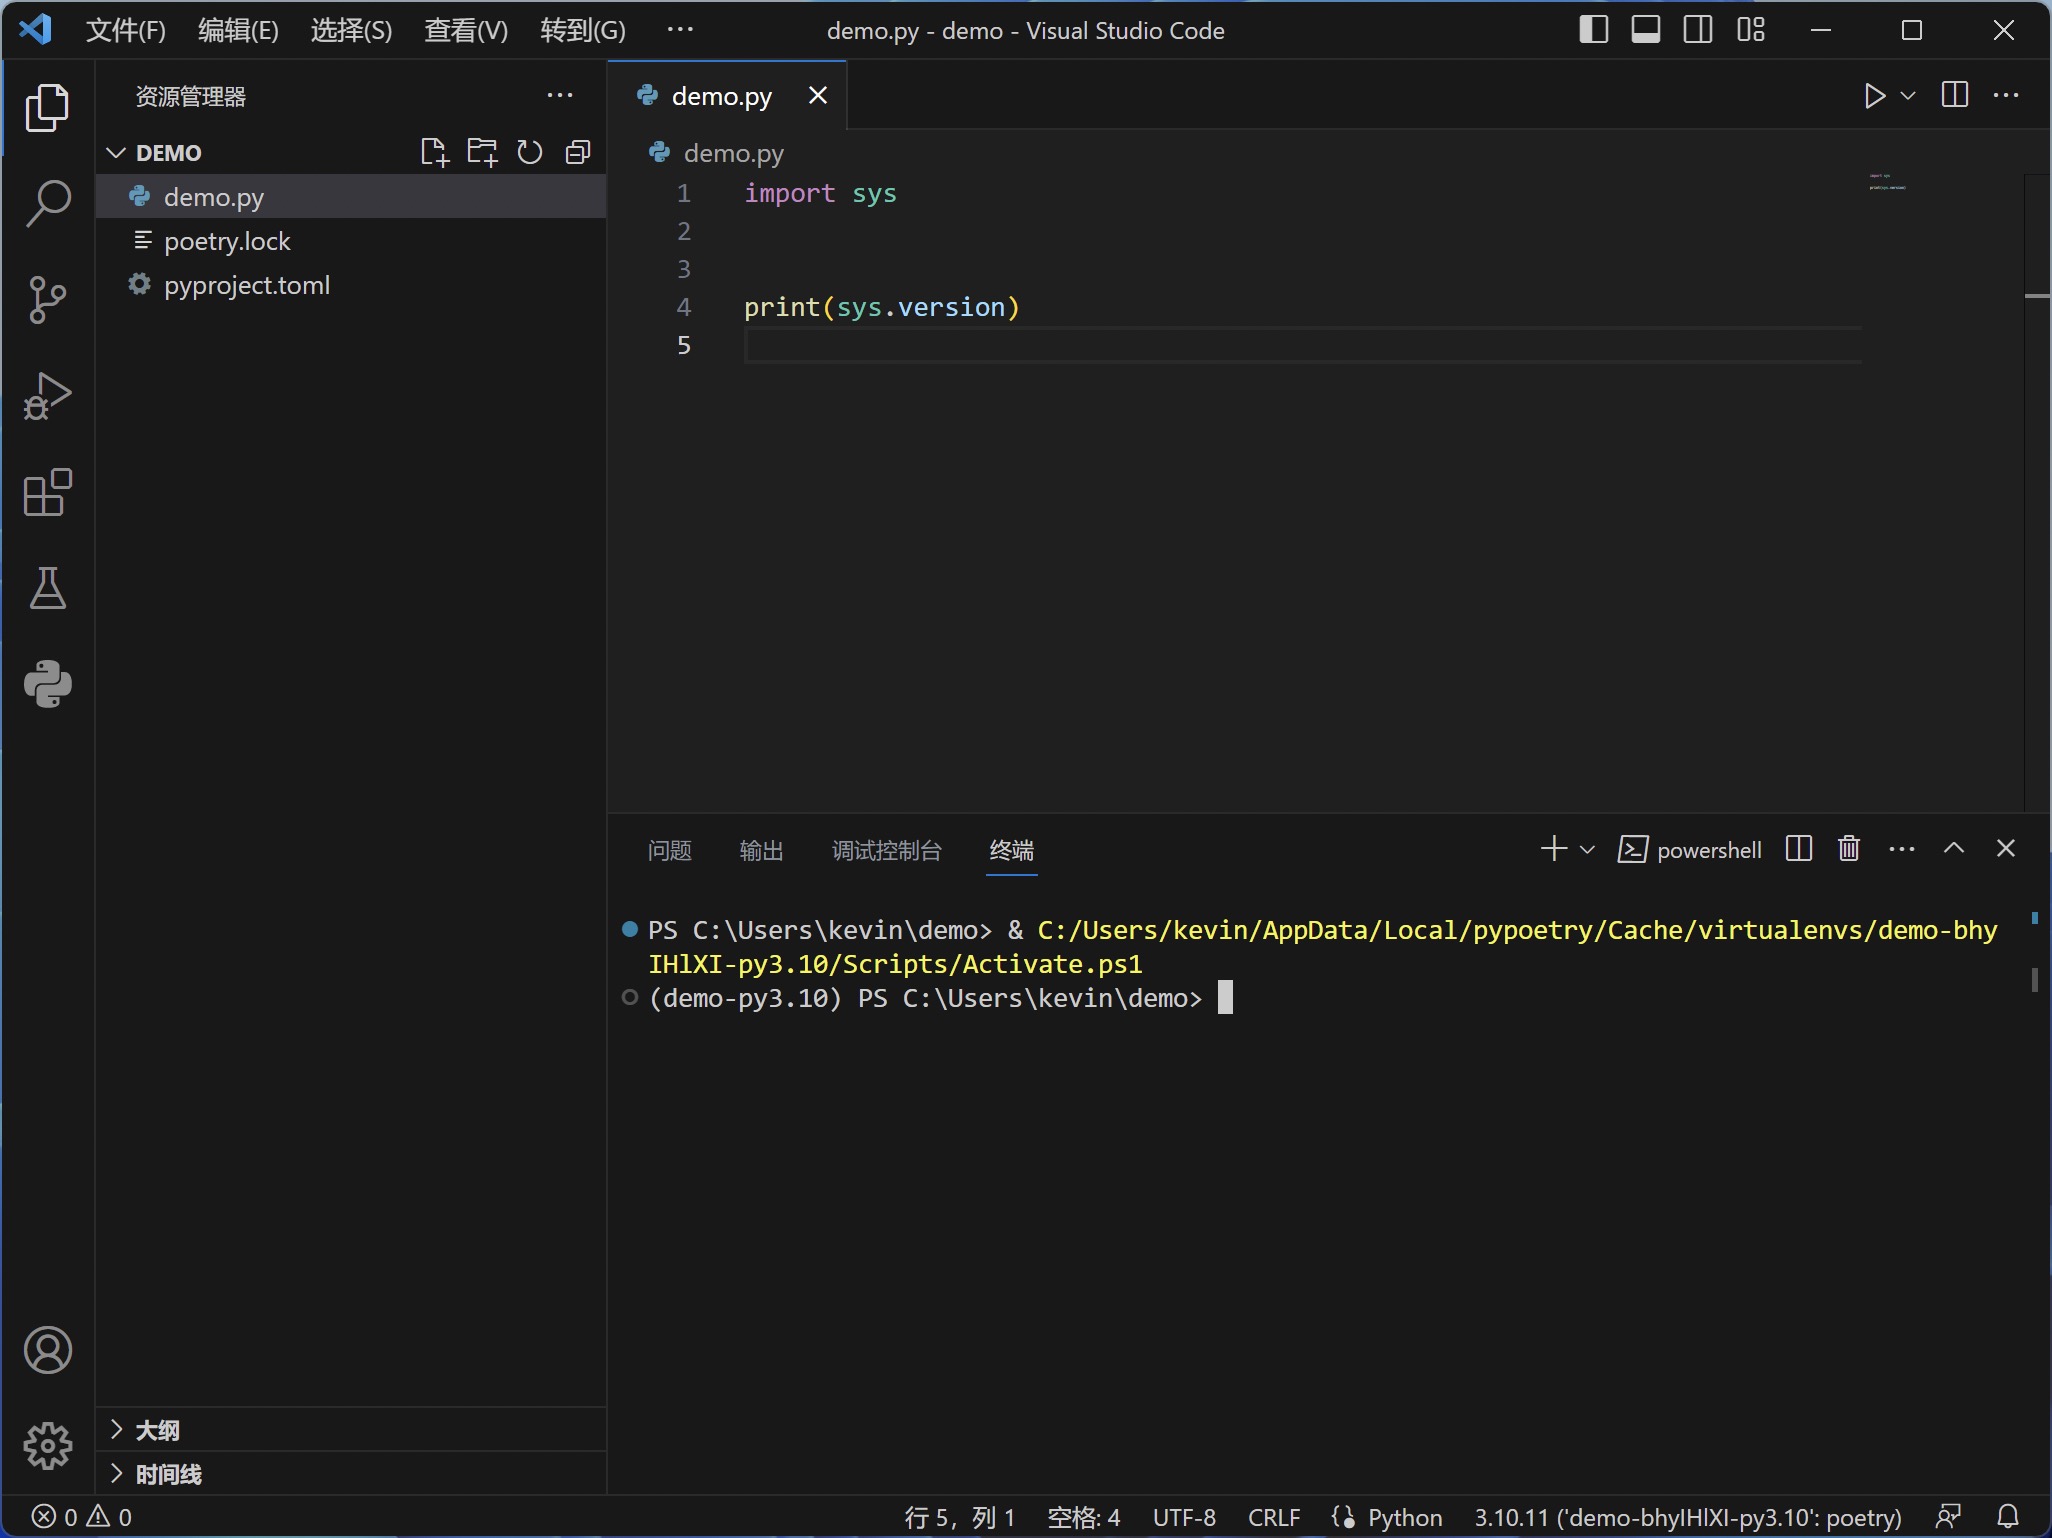 文件(F) 编辑(E) 选择(S) 查看(V) 转到(G) ··· demo.py - demo - Visual Studio Code
资源管理器
DEMO
demo.py
poetry.lock
pyproject.toml
大纲
时间线
demo.py
demo.py
1 import sys
2
3
4 print(sys.version)
5
问题 输出 调试控制台 终端 powershell
PS C:\Users\kevin\demo> & C:/Users/kevin/AppData/Local/pypoetry/Cache/virtualenvs/demo-bhy
IHlXI-py3.10/Scripts/Activate.ps1
(demo-py3.10) PS C:\Users\kevin\demo>
0 0 行 5，列 1 空格: 4 UTF-8 CRLF Python 3.10.11 ('demo-bhyIHlXI-py3.10': poetry)